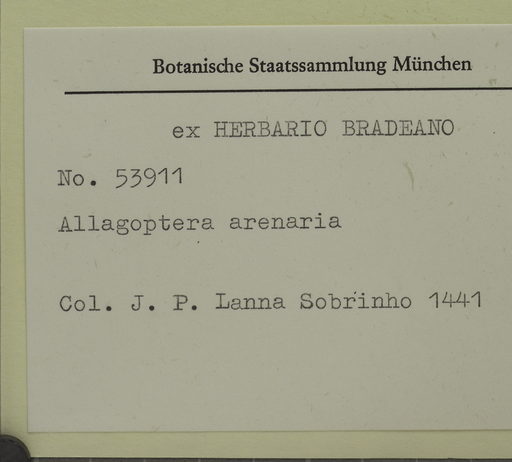 Botanische Staatssammlung München
ex HERBARIO BRADEANO
No. 53911
Allagoptera arenaria
Col. J. P. Lanna Sobrinho 1441